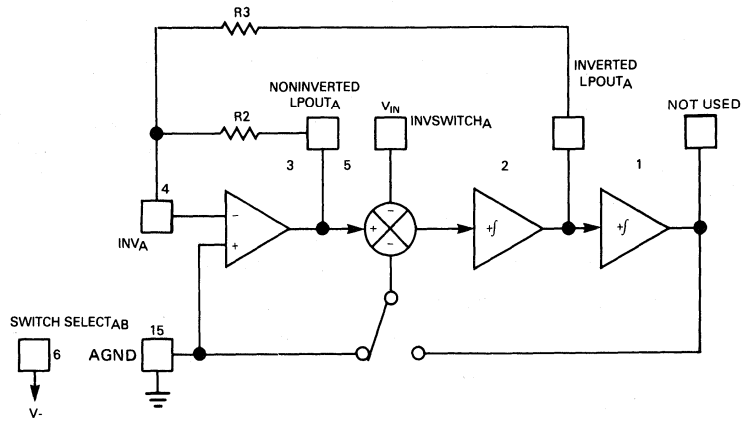 R3
INVERTED
LPOUTA
NONINVERTED
LPOUTA
VIN
INVSWITCHA
NOT USED
R2
3
5
2
1
4
−
+
INVA
+
−
−
+∫
+∫
SWITCH SELECTAB
15
6
AGND
V-